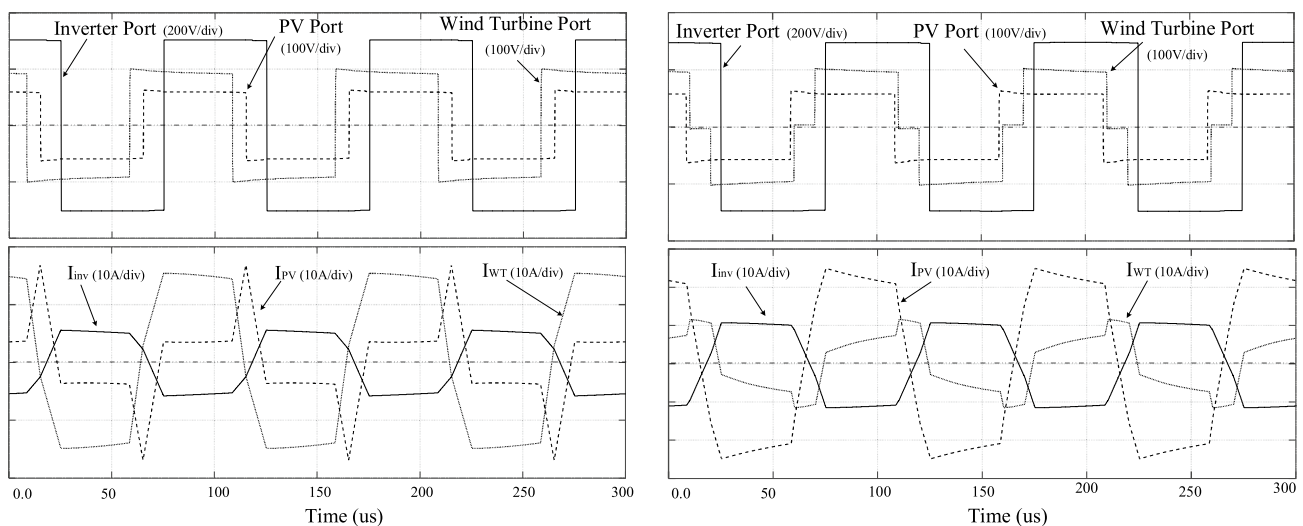 Inverter Port (200V/div)
PV Port
(100V/div)
Wind Turbine Port
(100V/div)
Iinv (10A/div)
IPV (10A/div)
IWT (10A/div)
0.0 50 100 150 200 250 300
Time (us)
Inverter Port (200V/div)
PV Port (100V/div)
Wind Turbine Port
(100V/div)
Iinv (10A/div)
IPV (10A/div)
IWT (10A/div)
0.0 50 100 150 200 250 300
Time (us)